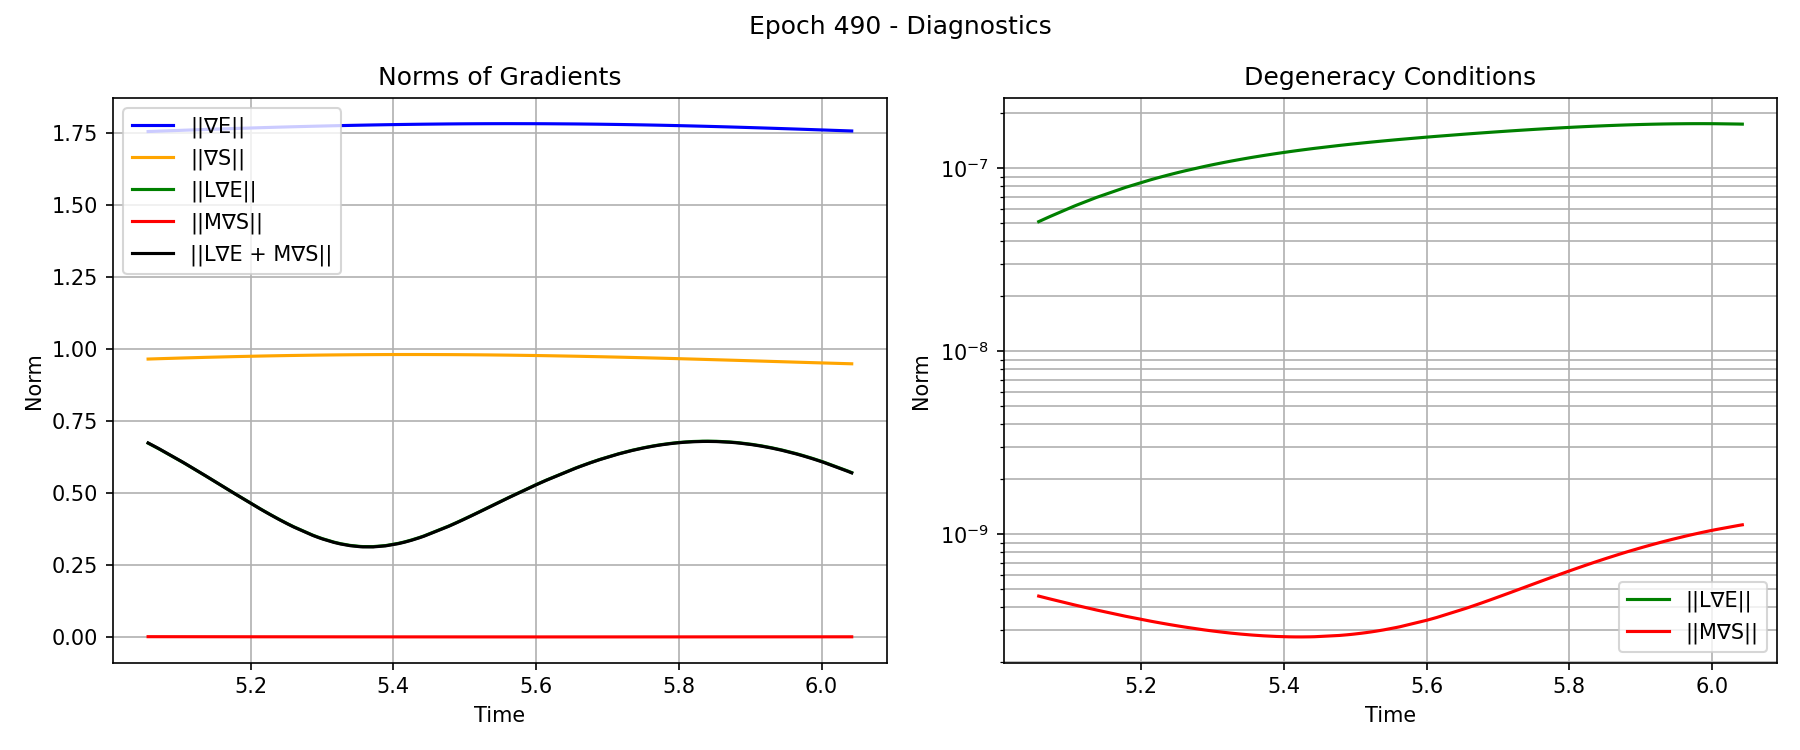 Epoch 490 - Diagnostics
Norms of Gradients
||∇E||
||∇S||
||L∇E||
||M∇S||
||L∇E + M∇S||
1.75
1.50
1.25
1.00
0.75
0.50
0.25
0.00
Norm
5.2 5.4 5.6 5.8 6.0
Time
Degeneracy Conditions
10⁻⁷
10⁻⁸
10⁻⁹
Norm
||L∇E||
||M∇S||
5.2 5.4 5.6 5.8 6.0
Time